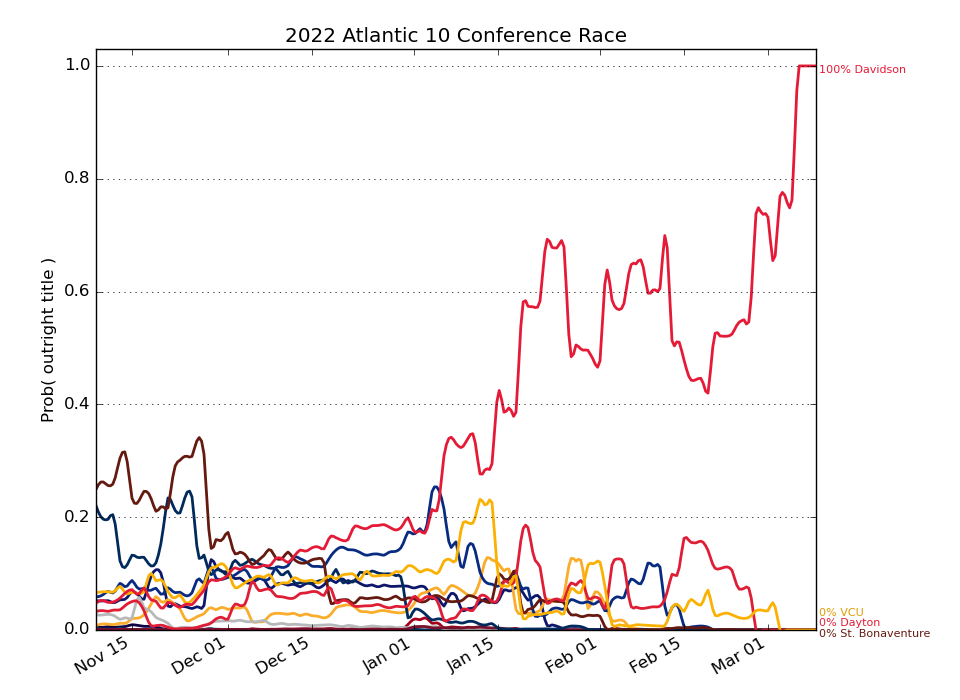 2022 Atlantic 10 Conference Race
Prob( outright title )
1.0
0.8
0.6
0.4
0.2
0.0
Nov 15
Dec 01
Dec 15
Jan 01
Jan 15
Feb 01
Feb 15
Mar 01
100% Davidson
0% VCU
0% Dayton
0% St. Bonaventure